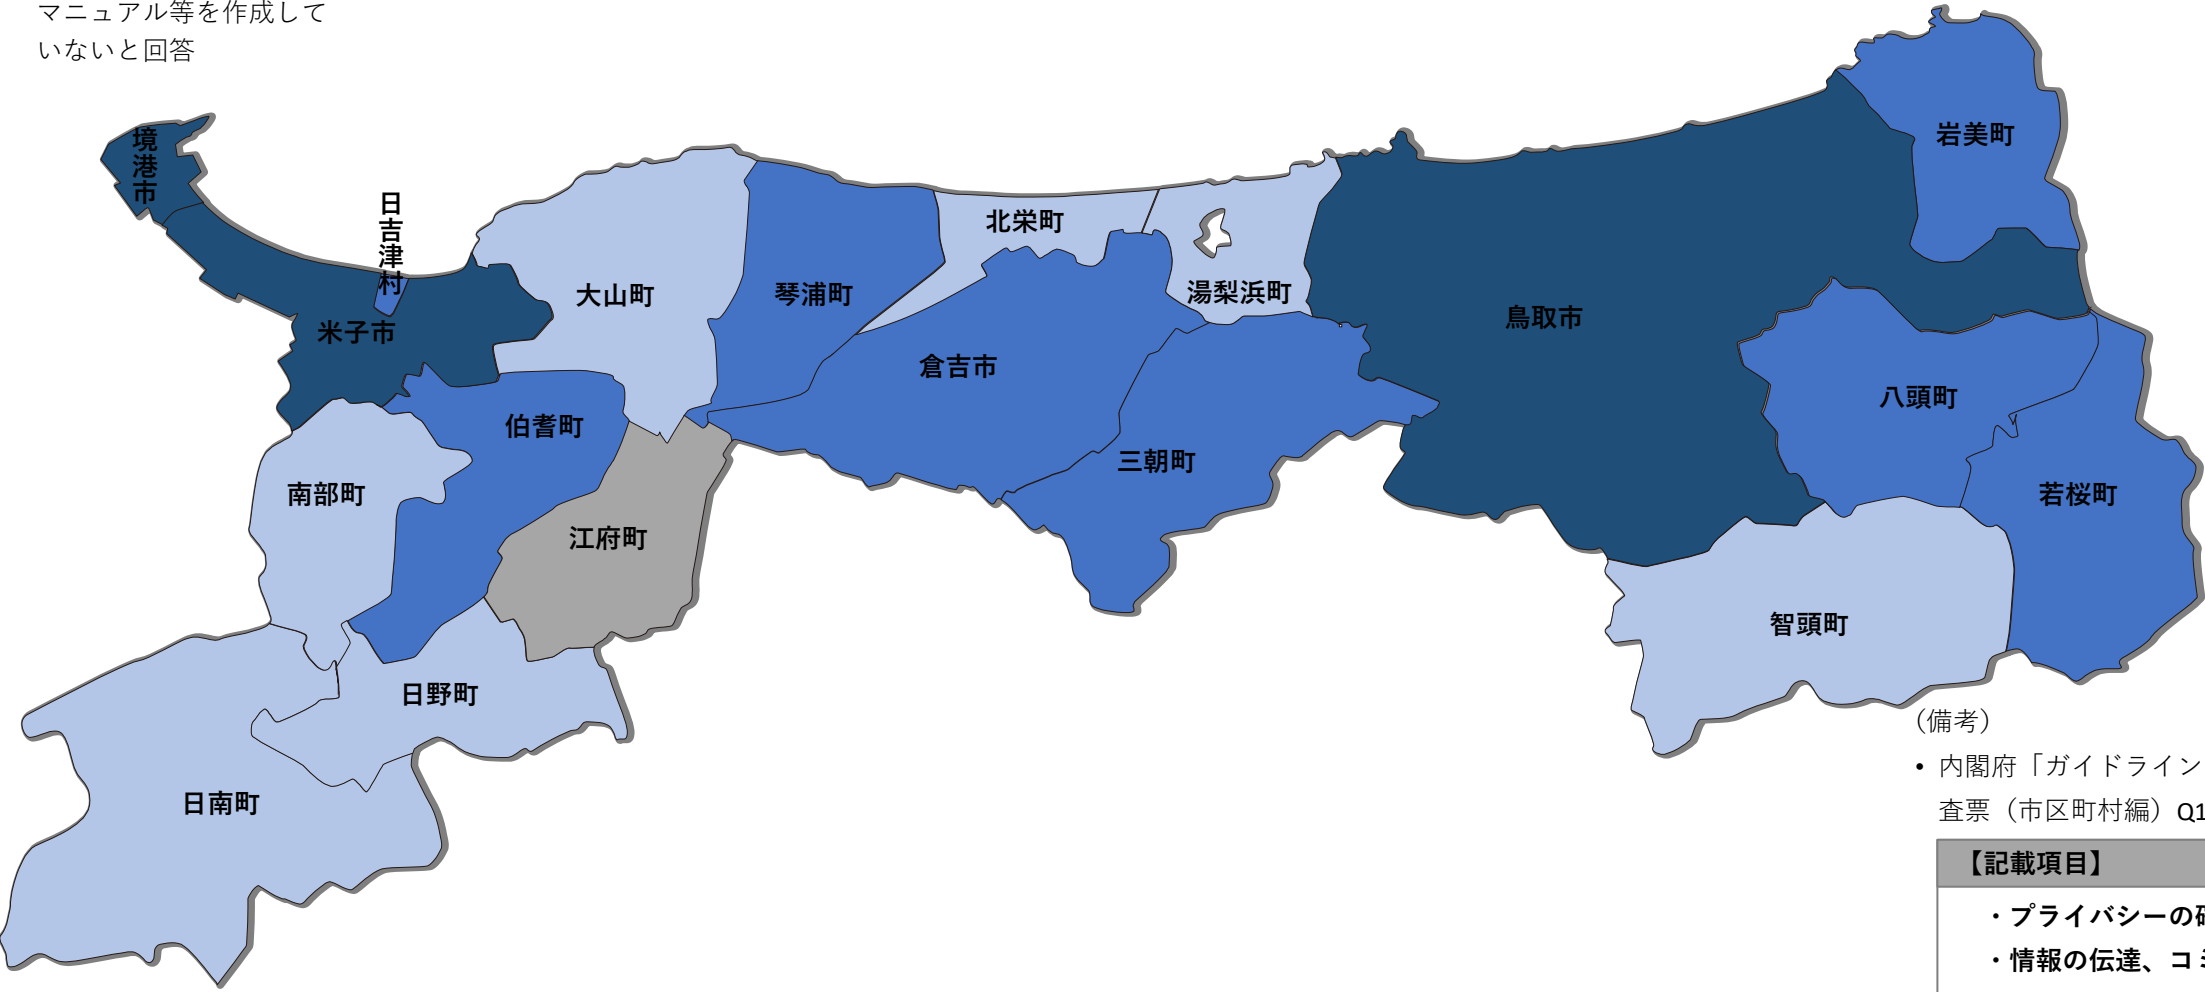 マニュアル等を作成して
いないと回答
境港市
日吉津村
米子市
大山町
琴浦町
北栄町
湯梨浜町
鳥取市
岩美町
倉吉市
三朝町
八頭町
若桜町
伯耆町
南部町
江府町
智頭町
日野町
日南町
（備考）
• 内閣府「ガイドライン
査票（市区町村編）Q1
【記載項目】
・プライバシーの確
・情報の伝達、コミ